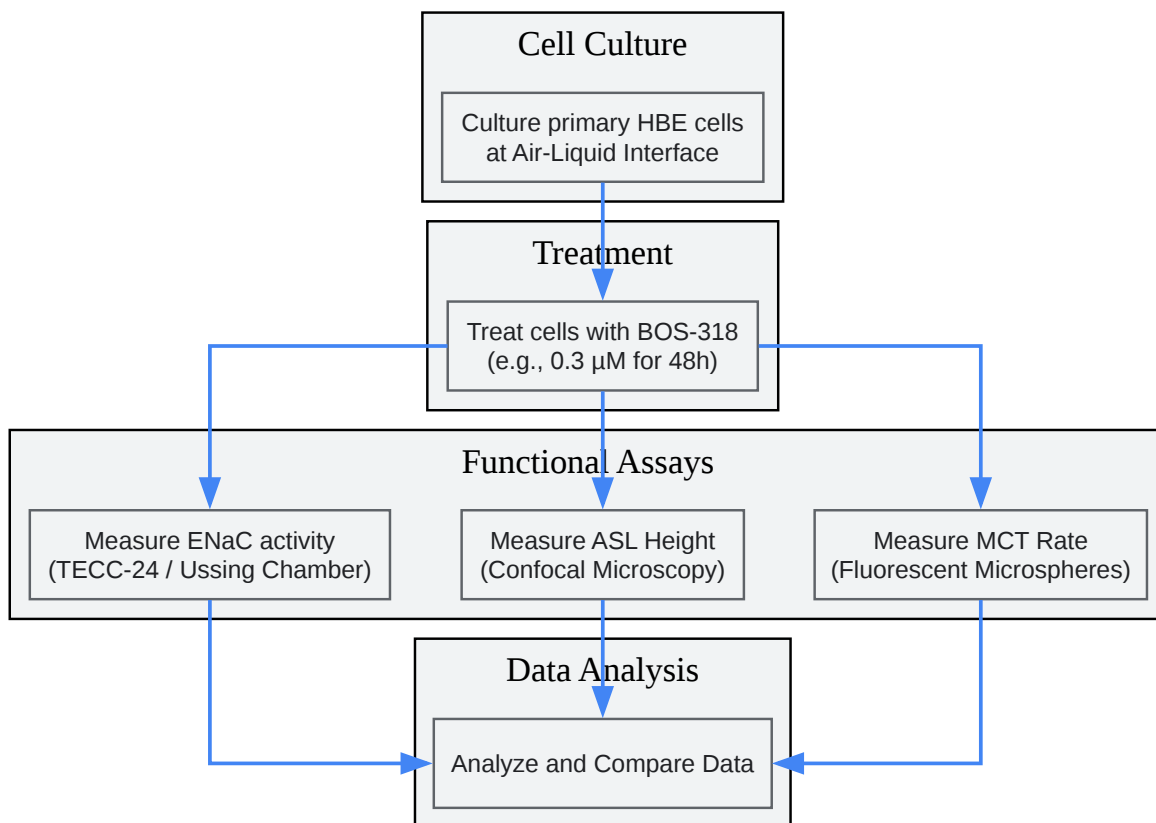 Cell Culture
Culture primary HBE cells
at Air-Liquid Interface
Treatment
Treat cells with BOS-318
(e.g., 0.3 µM for 48h)
Functional Assays
Measure ENaC activity
(TECC-24 / Ussing Chamber)
Measure ASL Height
(Confocal Microscopy)
Measure MCT Rate
(Fluorescent Microspheres)
Data Analysis
Analyze and Compare Data